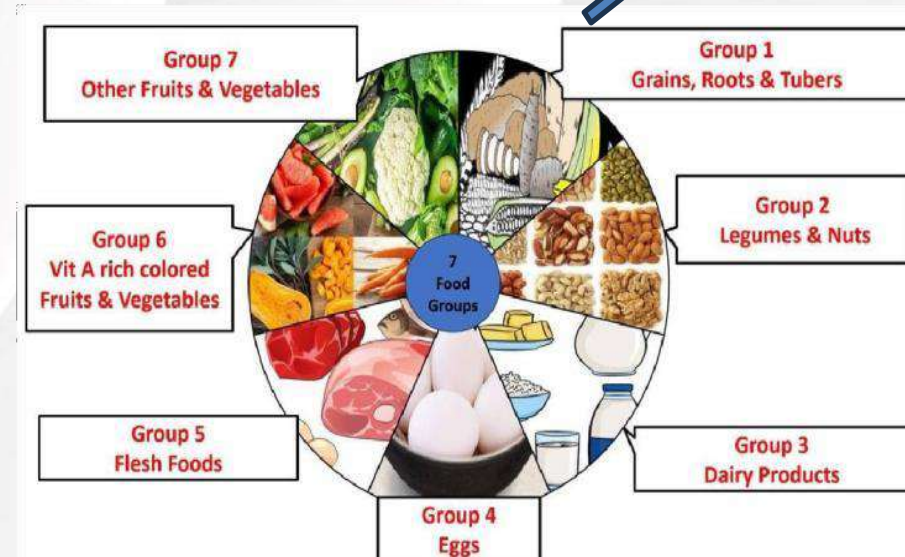 Group 7
Other Fruits & Vegetables
Group 1
Grains, Roots & Tubers
Group 6
Vit A rich colored
Fruits & Vegetables
7
Food
Groups
Group 2
Legumes & Nuts
Group 5
Flesh Foods
Group 3
Dairy Products
Group 4
Eggs